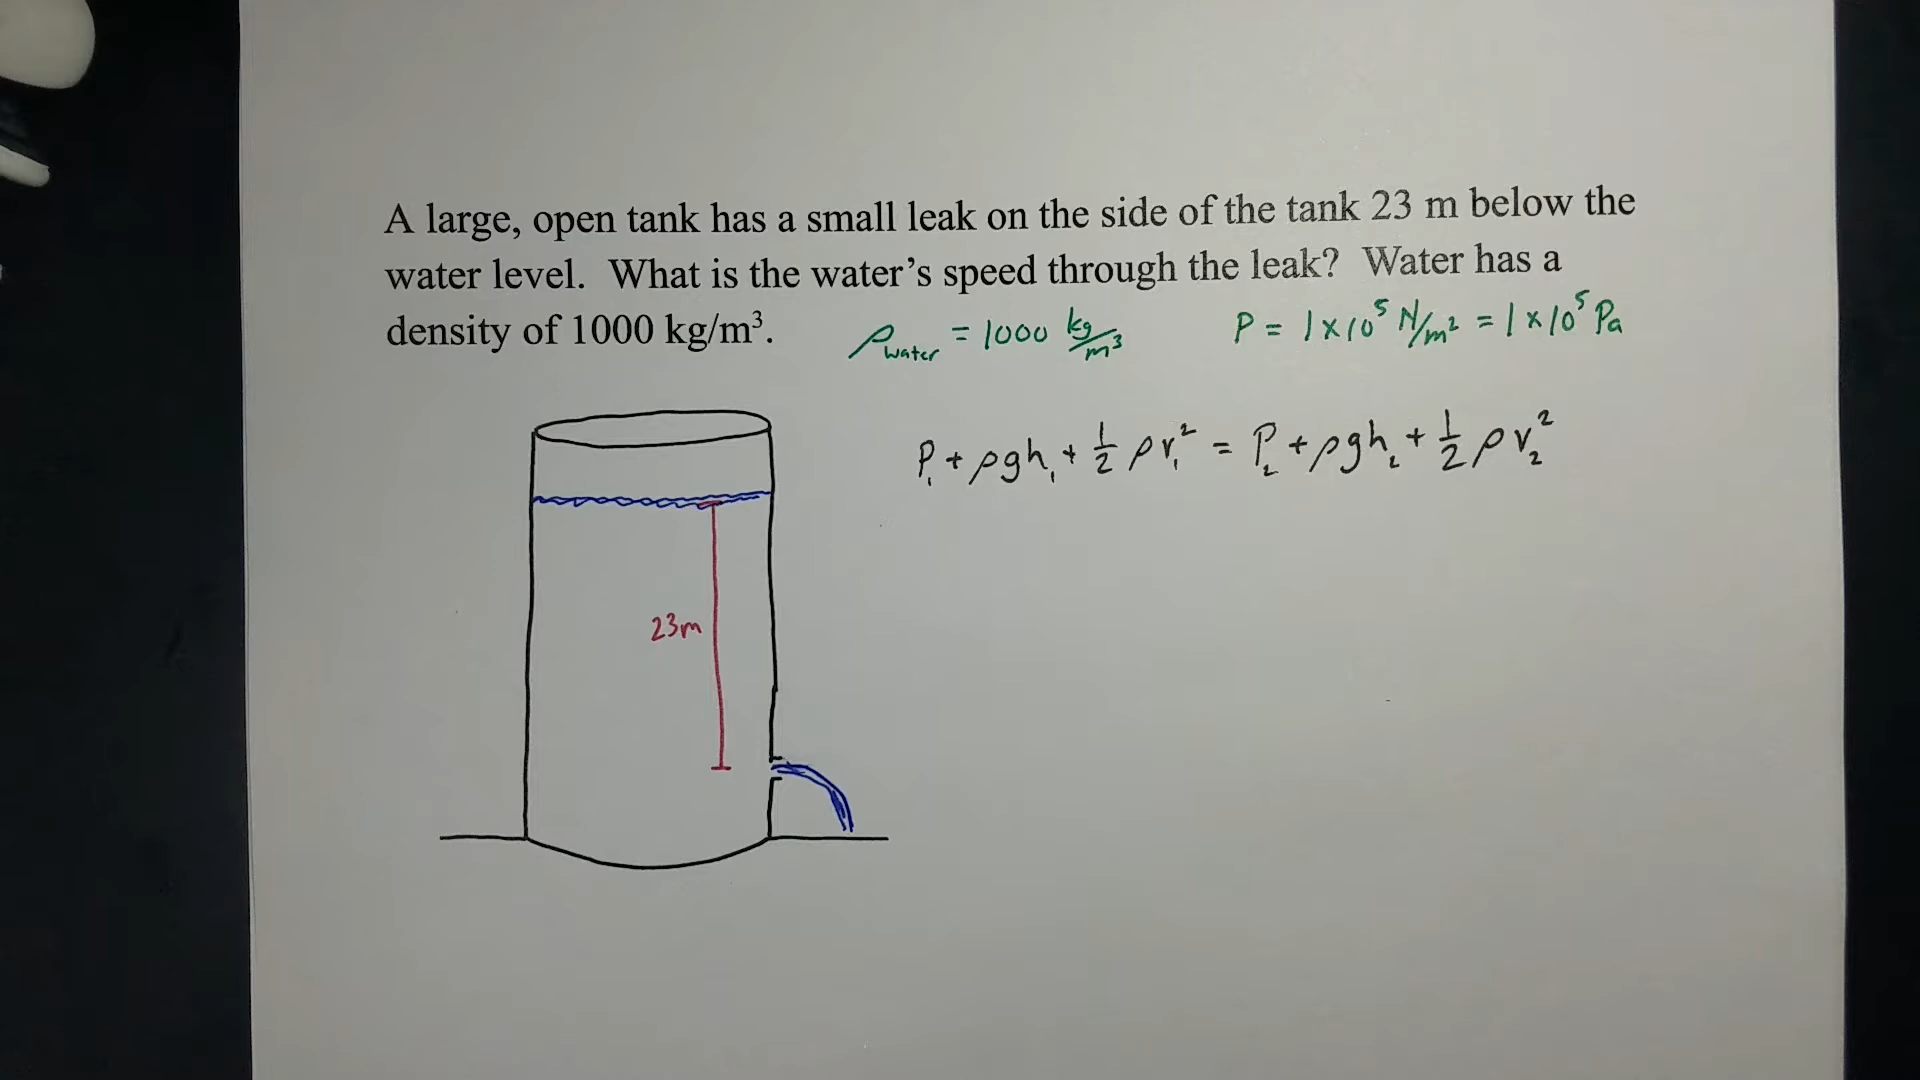 A large, open tank has a small leak on the side of the tank 23 m below the
water level. What is the water’s speed through the leak? Water has a
density of 1000 kg/m³.
ρwater = 1000 kg/m³ P = 1×10⁵ N/m² = 1×10⁵ Pa
P₁ + ρgh₁ + ½ρv₁² = P₂ + ρgh₂ + ½ρv₂²
23m